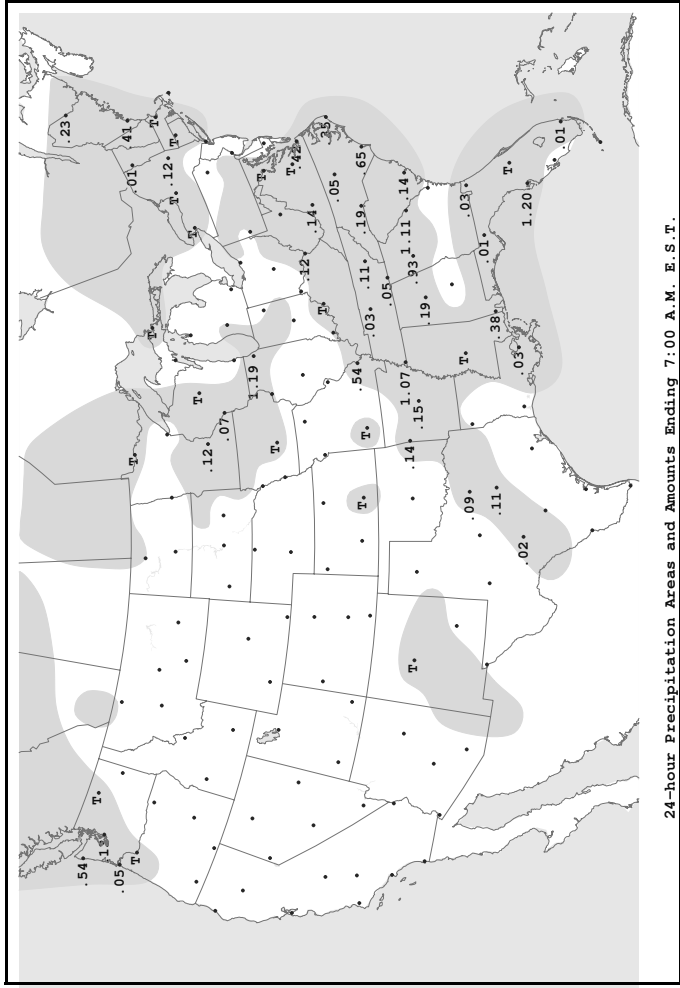 .23
.54
T
1
.05
.41
T
T
.01
T
T
.12
T
T
T
T
.12
.07
1.19
T
T
T
.42
.12
.14
T
.35
.05
.54
.65
.19
T
.11
T
.03
.05
.14
1.07
1.11
.14
T
.93
.15
.19
T
.03
.09
.01
.11
.38
T
.03
.02
1.20
.01
24-hour Precipitation Areas and Amounts Ending 7:00 A.M. E.S.T.